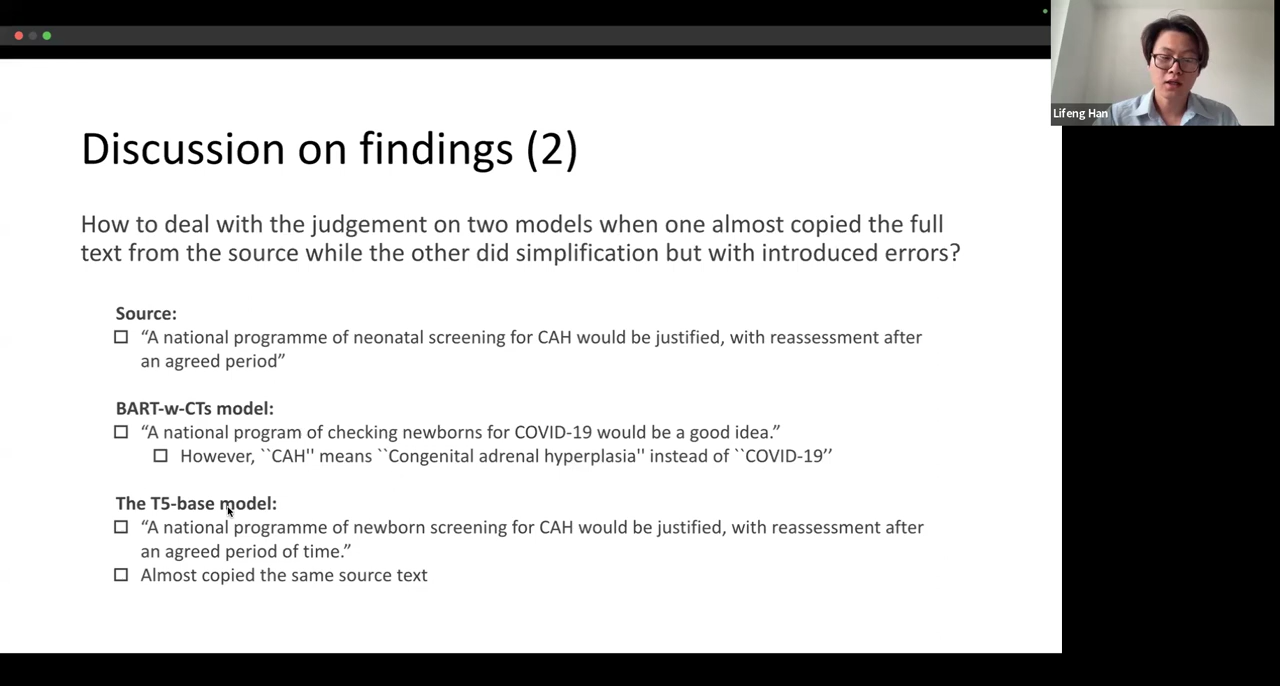 Lifeng Han
Discussion on findings (2)
How to deal with the judgement on two models when one almost copied the full
text from the source while the other did simplification but with introduced errors?
Source:
“A national programme of neonatal screening for CAH would be justified, with reassessment after
an agreed period”
BART-w-CTs model:
“A national program of checking newborns for COVID-19 would be a good idea.”
However, ``CAH'' means ``Congenital adrenal hyperplasia'' instead of ``COVID-19’’
The T5-base model:
“A national programme of newborn screening for CAH would be justified, with reassessment after
an agreed period of time.”
Almost copied the same source text